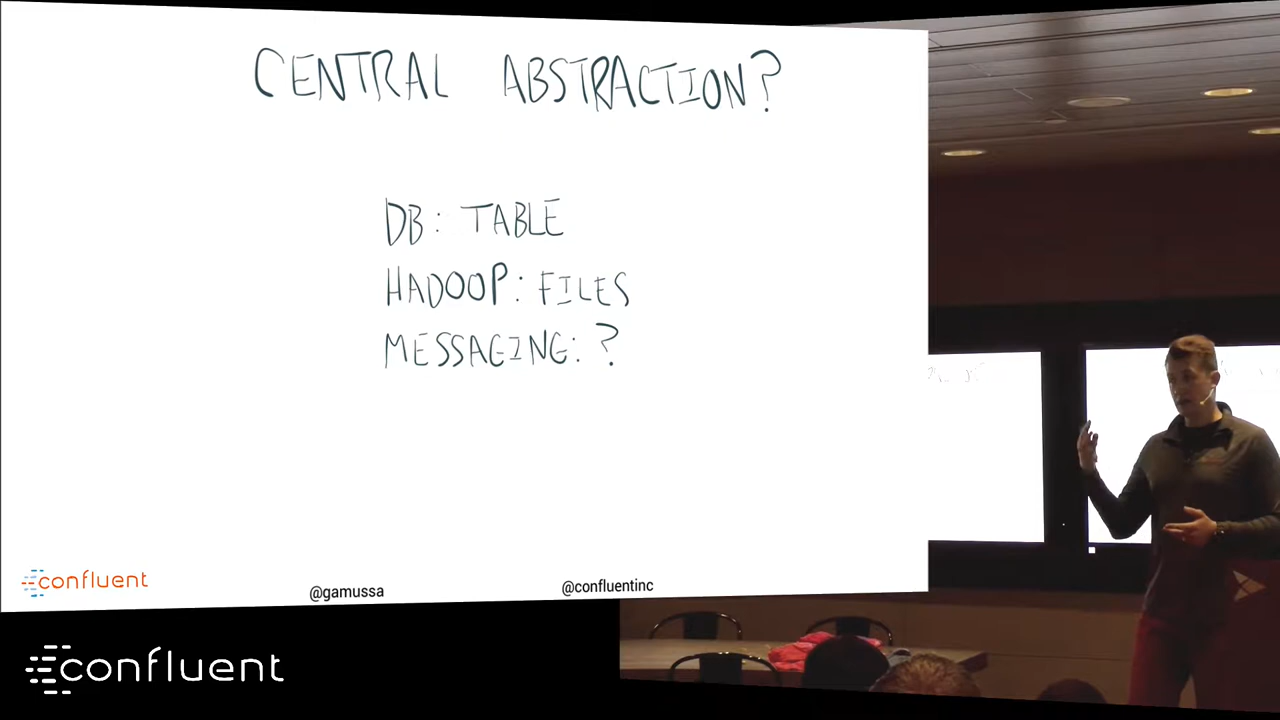 CENTRAL ABSTRACTION?
DB: TABLE
HADOOP: FILES
MESSAGING: ?
confluent
@gamussa
@confluentinc
confluent